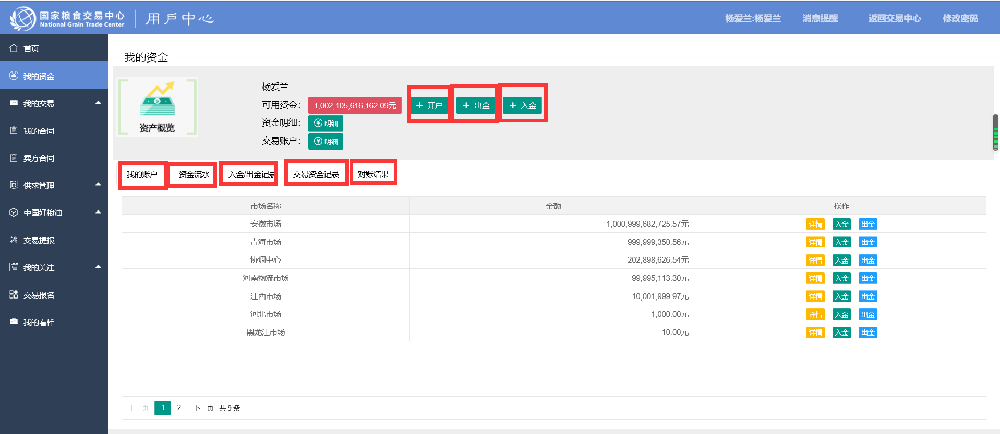 国家粮食交易中心
National Grain Trade Center
用户中心
杨爱兰:杨爱兰 消息提醒 返回交易中心 修改密码
首页
我的资金
我的交易
我的合同
卖方合同
供求管理
中国好粮油
交易提报
我的关注
交易报名
我的看样
我的资金
资产概览
杨爱兰
可用资金： 1,002,105,616,162.09元 + 开户 + 出金 + 入金
资金明细： 明细
交易账户： 明细
我的账户 资金流水 入金/出金记录 交易资金记录 对账结果
市场名称 金额 操作
安徽市场 1,000,999,682,725.57元 详情 入金 出金
青海市场 999,999,350.56元 详情 入金 出金
协调中心 202,898,626.54元 详情 入金 出金
河南物流市场 99,995,113.30元 详情 入金 出金
江西市场 10,001,999.97元 详情 入金 出金
河北市场 1,000.00元 详情 入金 出金
黑龙江市场 10.00元 详情 入金 出金
上一页 1 2 下一页 共 9 条